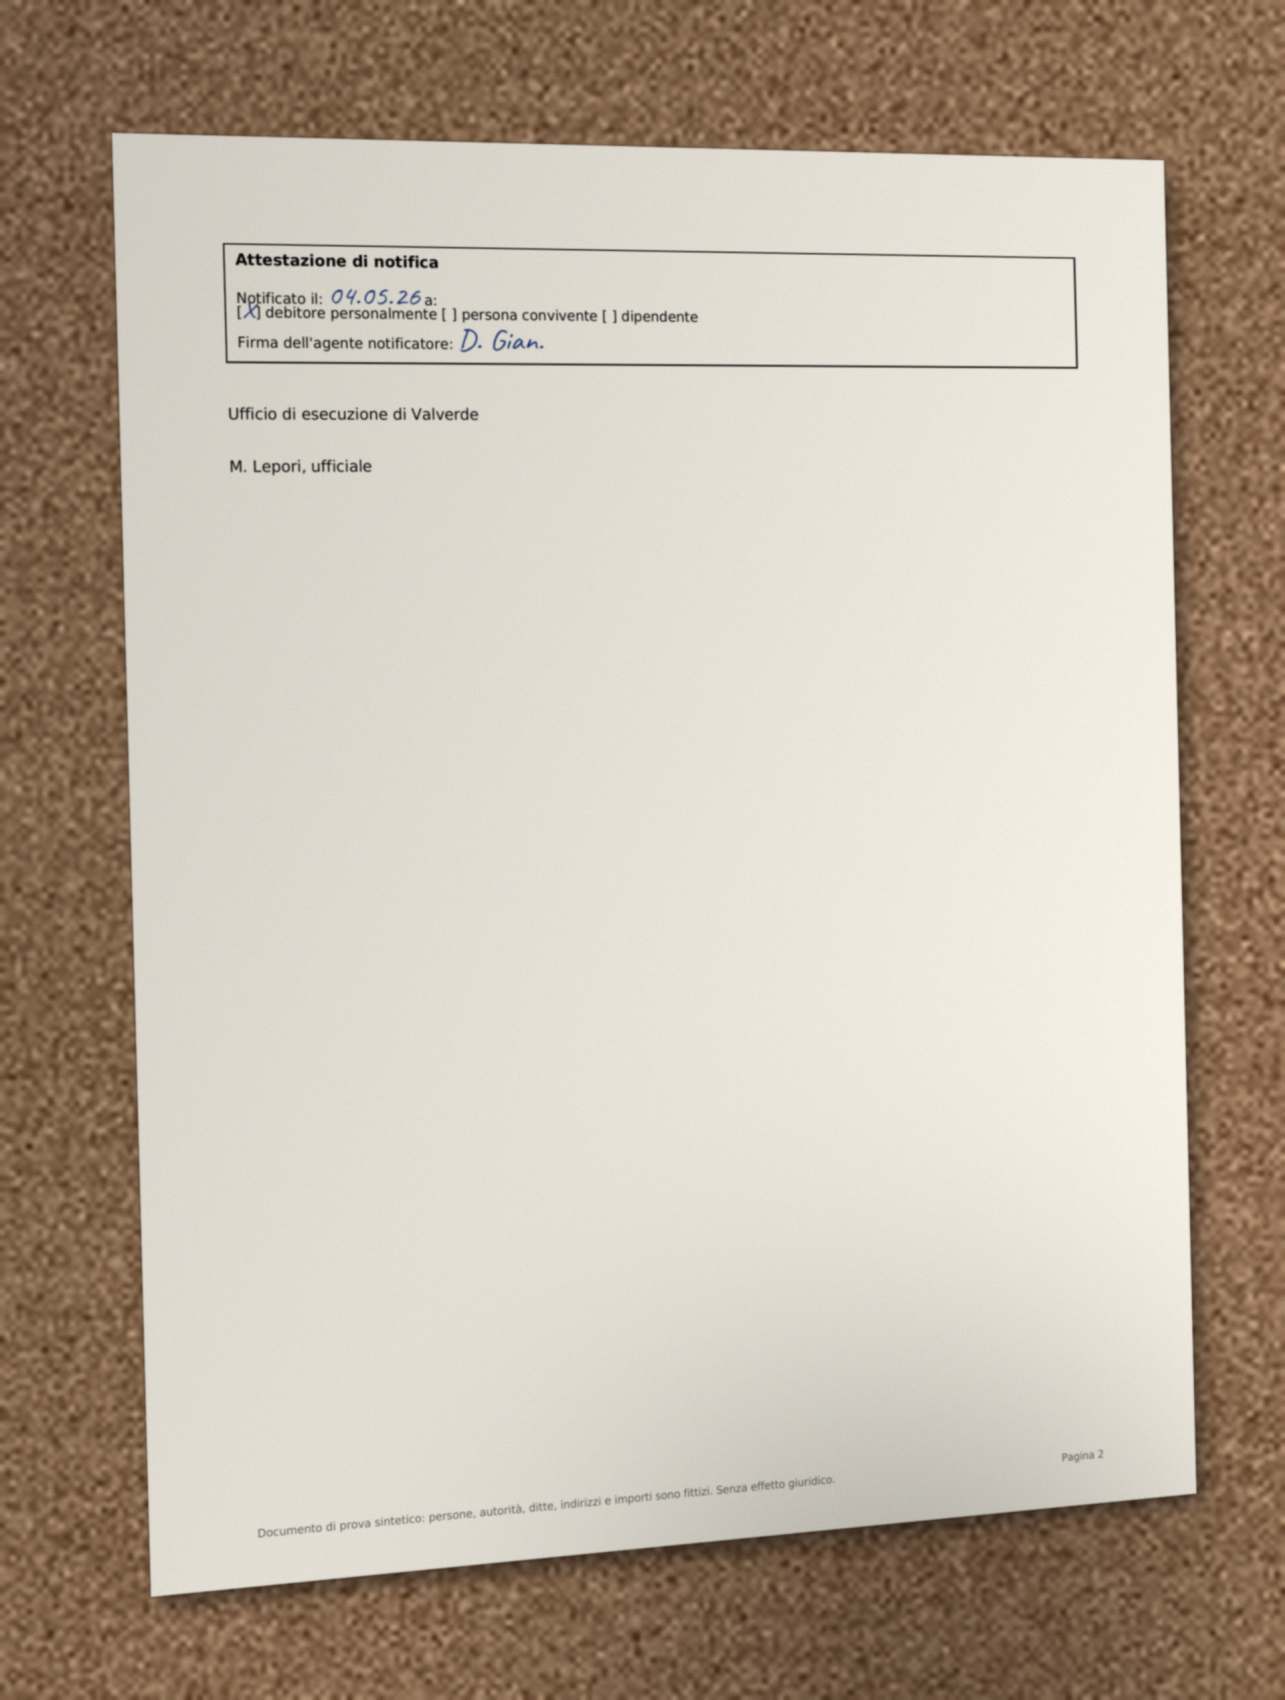 Attestazione di notifica
Notificato il: 04.05.26 a:
[X] debitore personalmente [ ] persona convivente [ ] dipendente
Firma dell'agente notificatore: D. Gian.
Ufficio di esecuzione di Valverde
M. Lepori, ufficiale
Pagina 2
Documento di prova sintetico: persone, autorità, ditte, indirizzi e importi sono fittizi. Senza effetto giuridico.